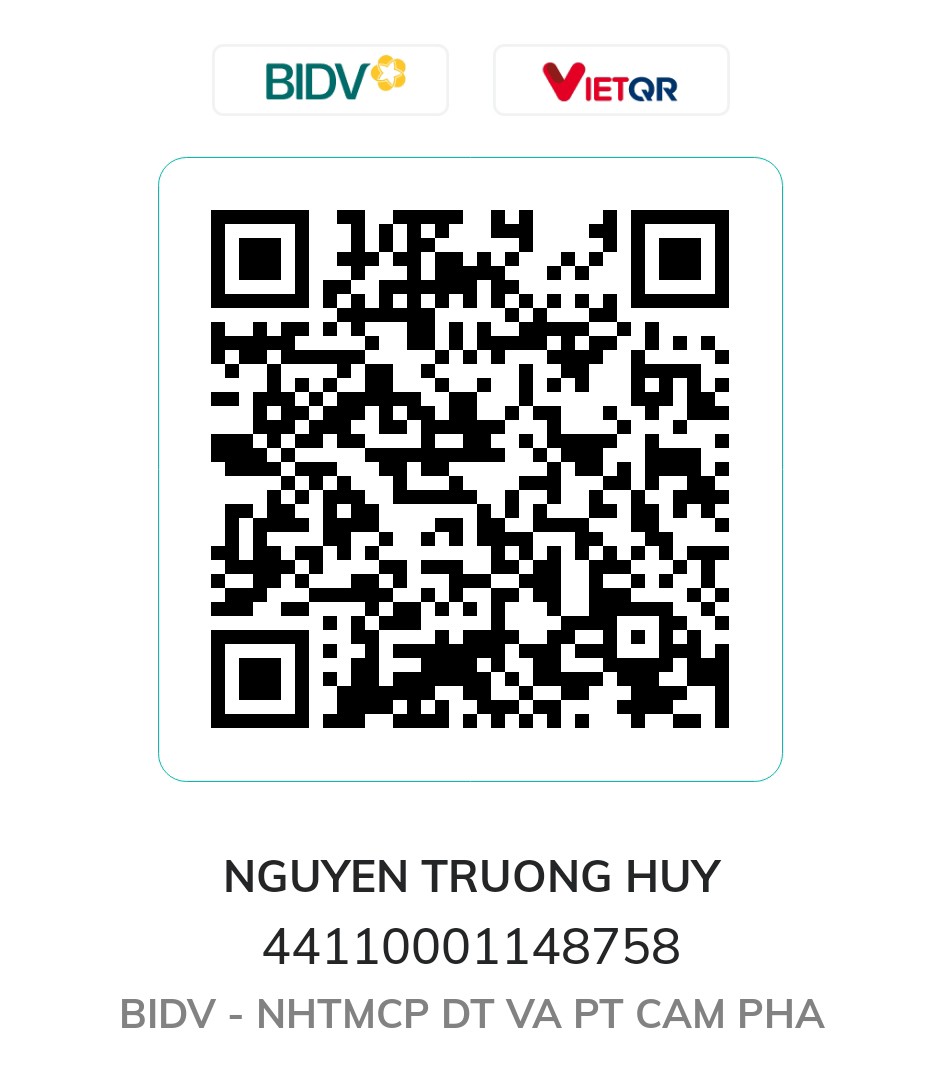 BIDV VIETQR
NGUYEN TRUONG HUY
44110001148758
BIDV - NHTMCP DT VA PT CAM PHA